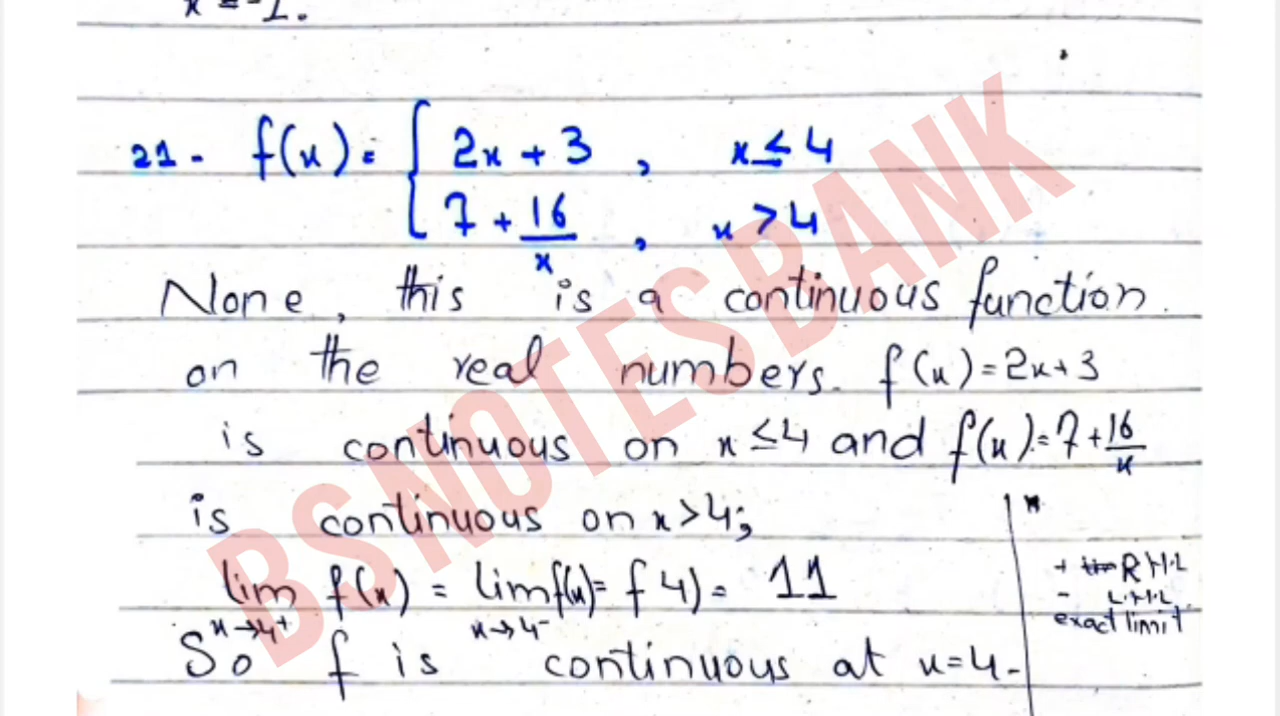 x = -1.
21- f(x) = { 2x + 3 , x ≤ 4
7 + 16/x , x > 4
None, this is a continuous function.
on the real numbers. f(x) = 2x+3
is continuous on x ≤ 4 and f(x) = 7 + 16/x
is continuous on x > 4;
lim x→4+ f(x) = lim x→4- f(x) = f 4) = 11
So f is continuous at x=4-
+ lim R.H.L
- L.H.L
exact limit
BSNOTESBANK